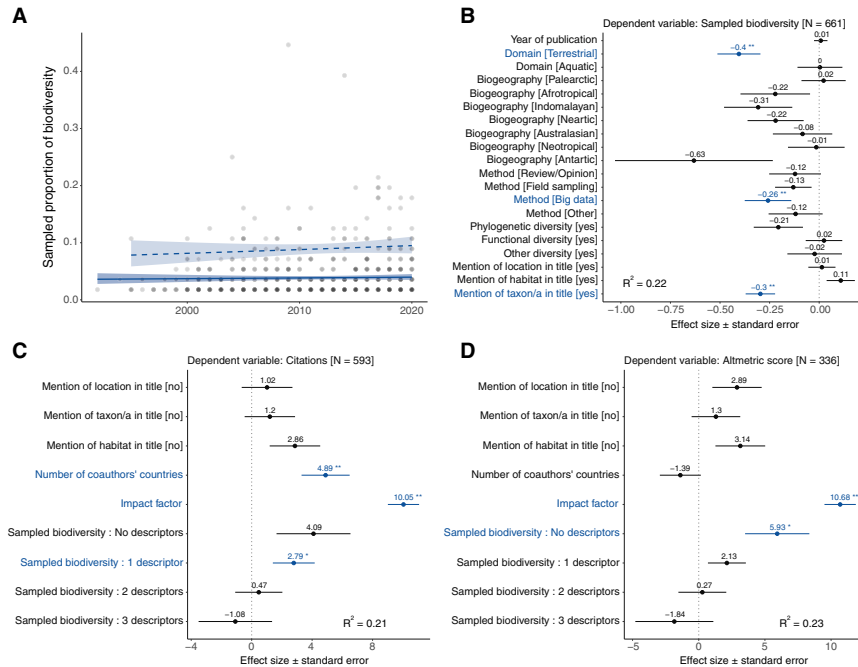 A
Sampled proportion of biodiversity
0.4
0.3
0.2
0.1
0.0
2000
2010
2020
B
Dependent variable: Sampled biodiversity [N = 661]
Year of publication
0.01
Domain [Terrestrial]
−0.4 **
Domain [Aquatic]
0
Biogeography [Palearctic]
0.02
Biogeography [Afrotropical]
−0.22
Biogeography [Indomalayan]
−0.31
Biogeography [Neartic]
−0.22
Biogeography [Australasian]
−0.08
Biogeography [Neotropical]
−0.01
Biogeography [Antartic]
−0.63
Method [Review/Opinion]
−0.12
Method [Field sampling]
−0.13
Method [Big data]
−0.26 **
Method [Other]
−0.12
Phylogenetic diversity [yes]
−0.21
Functional diversity [yes]
0.02
Other diversity [yes]
−0.02
Mention of location in title [yes]
0.01
Mention of habitat in title [yes]
0.11
Mention of taxon/a in title [yes]
−0.3 **
R² = 0.22
−1.00
−0.75
−0.50
−0.25
0.00
Effect size ± standard error
C
Dependent variable: Citations [N = 593]
Mention of location in title [no]
1.02
Mention of taxon/a in title [no]
1.2
Mention of habitat in title [no]
2.86
Number of coauthors' countries
4.89 **
Impact factor
10.05 **
Sampled biodiversity : No descriptors
4.09
Sampled biodiversity : 1 descriptor
2.79 *
Sampled biodiversity : 2 descriptors
0.47
Sampled biodiversity : 3 descriptors
−1.08
R² = 0.21
−4
0
4
8
Effect size ± standard error
D
Dependent variable: Altmetric score [N = 336]
Mention of location in title [no]
2.89
Mention of taxon/a in title [no]
1.3
Mention of habitat in title [no]
3.14
Number of coauthors' countries
−1.39
Impact factor
10.68 **
Sampled biodiversity : No descriptors
5.93 *
Sampled biodiversity : 1 descriptor
2.13
Sampled biodiversity : 2 descriptors
0.27
Sampled biodiversity : 3 descriptors
−1.84
R² = 0.23
−5
0
5
10
Effect size ± standard error